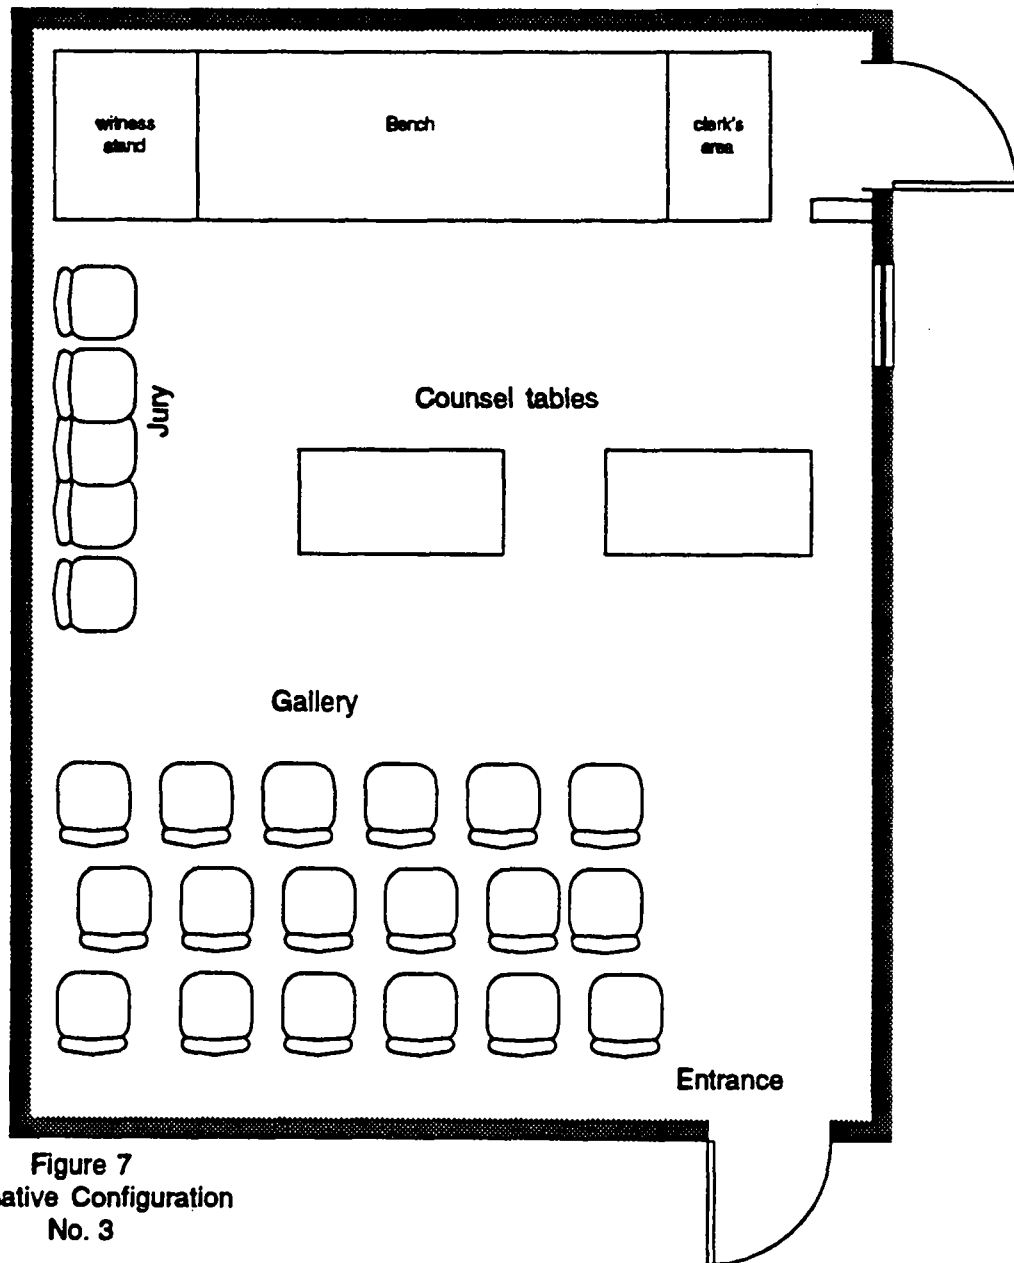 witness
stand
Bench
clerk's
area
Jury
Counsel tables
Gallery
Entrance
Figure 7
ative Configuration
No. 3